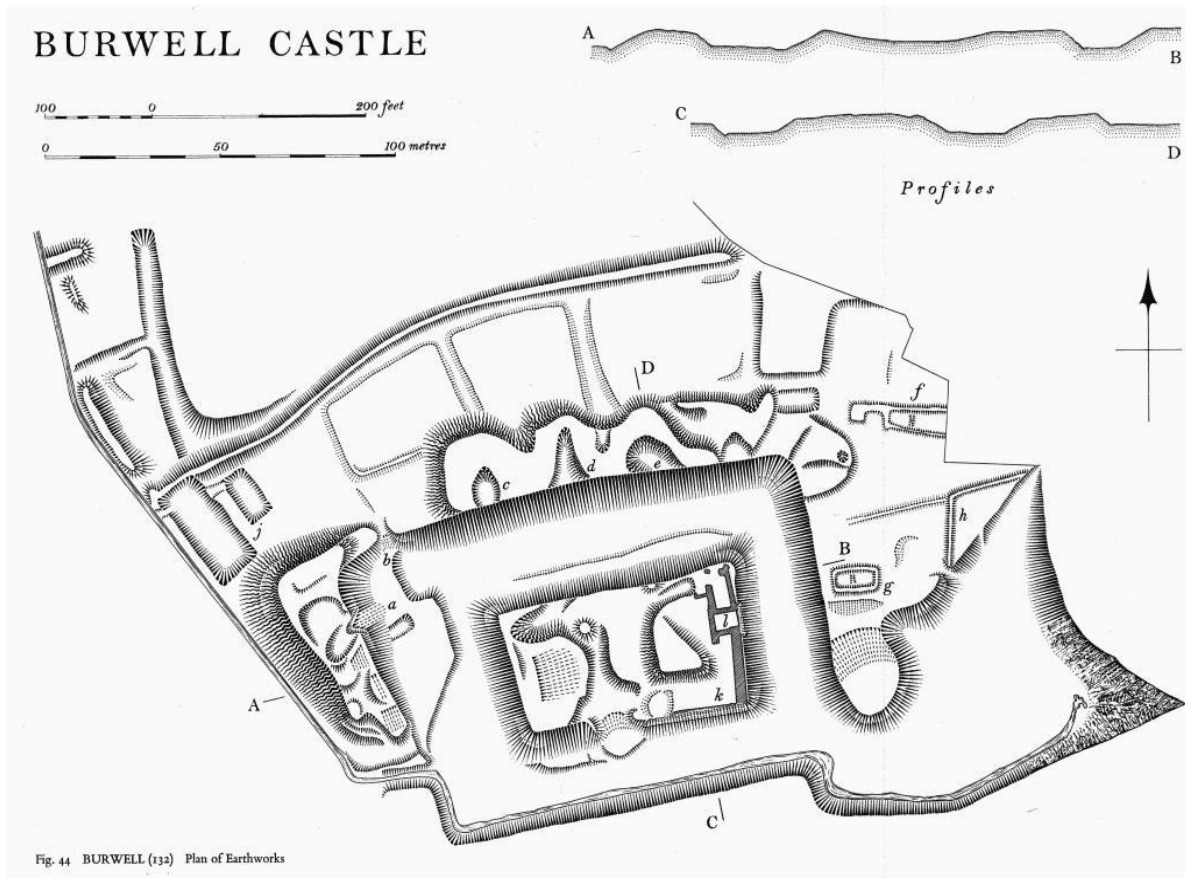 BURWELL CASTLE
100 0 200 feet
0 50 100 metres
A
B
C
D
Profiles
D
f
c
d
e
j
b
h
B
g
a
l
A
k
C
Fig. 44 BURWELL (132) Plan of Earthworks